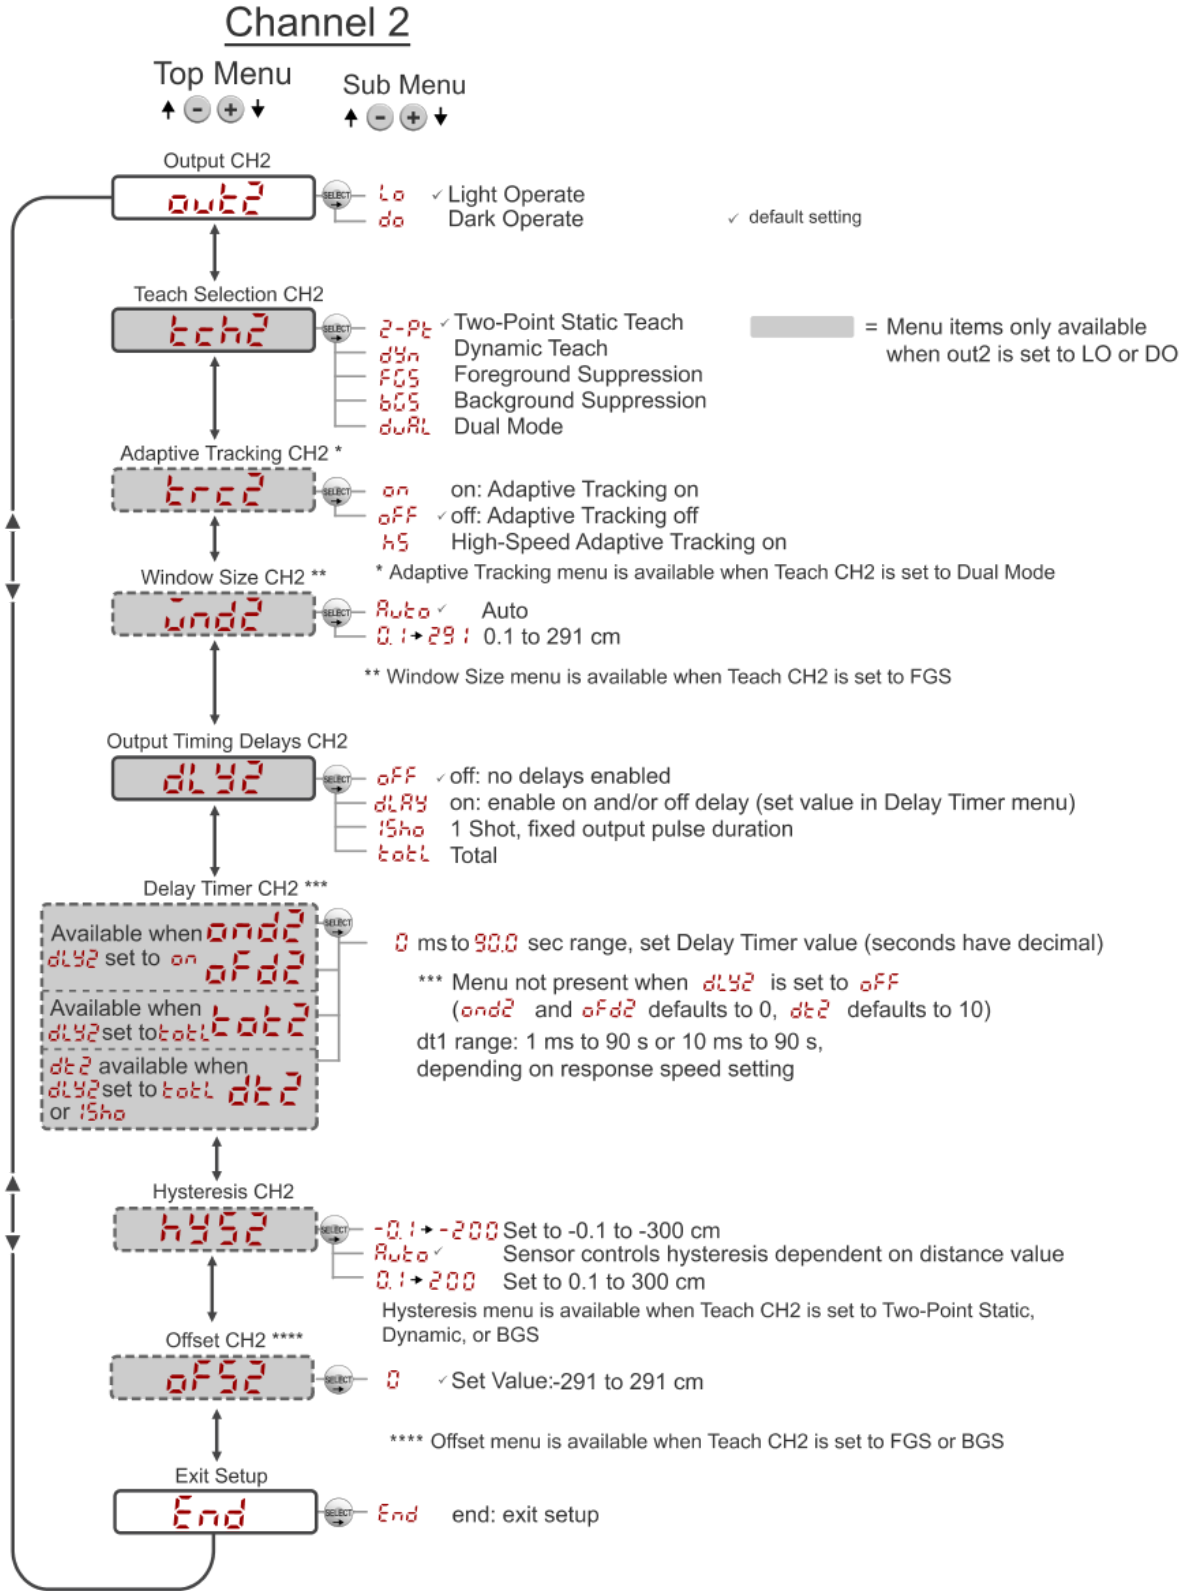 Channel 2
Top Menu
Sub Menu
Output CH2
out2
SELECT
Lo ✓ Light Operate
do Dark Operate
✓ default setting
Teach Selection CH2
tch2
SELECT
2-Pt ✓ Two-Point Static Teach
dyn Dynamic Teach
FGS Foreground Suppression
bGS Background Suppression
duAL Dual Mode
= Menu items only available
when out2 is set to LO or DO
Adaptive Tracking CH2 *
trc2
SELECT
on on: Adaptive Tracking on
oFF ✓ off: Adaptive Tracking off
hS High-Speed Adaptive Tracking on
* Adaptive Tracking menu is available when Teach CH2 is set to Dual Mode
Window Size CH2 **
wnd2
SELECT
Auto ✓ Auto
0.1 → 291 0.1 to 291 cm
** Window Size menu is available when Teach CH2 is set to FGS
Output Timing Delays CH2
dLY2
SELECT
oFF ✓ off: no delays enabled
dLAY on: enable on and/or off delay (set value in Delay Timer menu)
1Sho 1 Shot, fixed output pulse duration
totL Total
Delay Timer CH2 ***
Available when ond2
dLY2 set to on oFd2
Available when
dLY2 set to totL tot2
dt2 available when
dLY2 set to totL dt2
or 1Sho
SELECT
0 ms to 90.0 sec range, set Delay Timer value (seconds have decimal)
*** Menu not present when dLY2 is set to oFF
(ond2 and oFd2 defaults to 0, dt2 defaults to 10)
dt1 range: 1 ms to 90 s or 10 ms to 90 s,
depending on response speed setting
Hysteresis CH2
hYS2
SELECT
-0.1 → -200 Set to -0.1 to -300 cm
Auto ✓ Sensor controls hysteresis dependent on distance value
0.1 → 200 Set to 0.1 to 300 cm
Hysteresis menu is available when Teach CH2 is set to Two-Point Static,
Dynamic, or BGS
Offset CH2 ****
oFS2
SELECT
0 ✓ Set Value:-291 to 291 cm
**** Offset menu is available when Teach CH2 is set to FGS or BGS
Exit Setup
End
SELECT
End end: exit setup